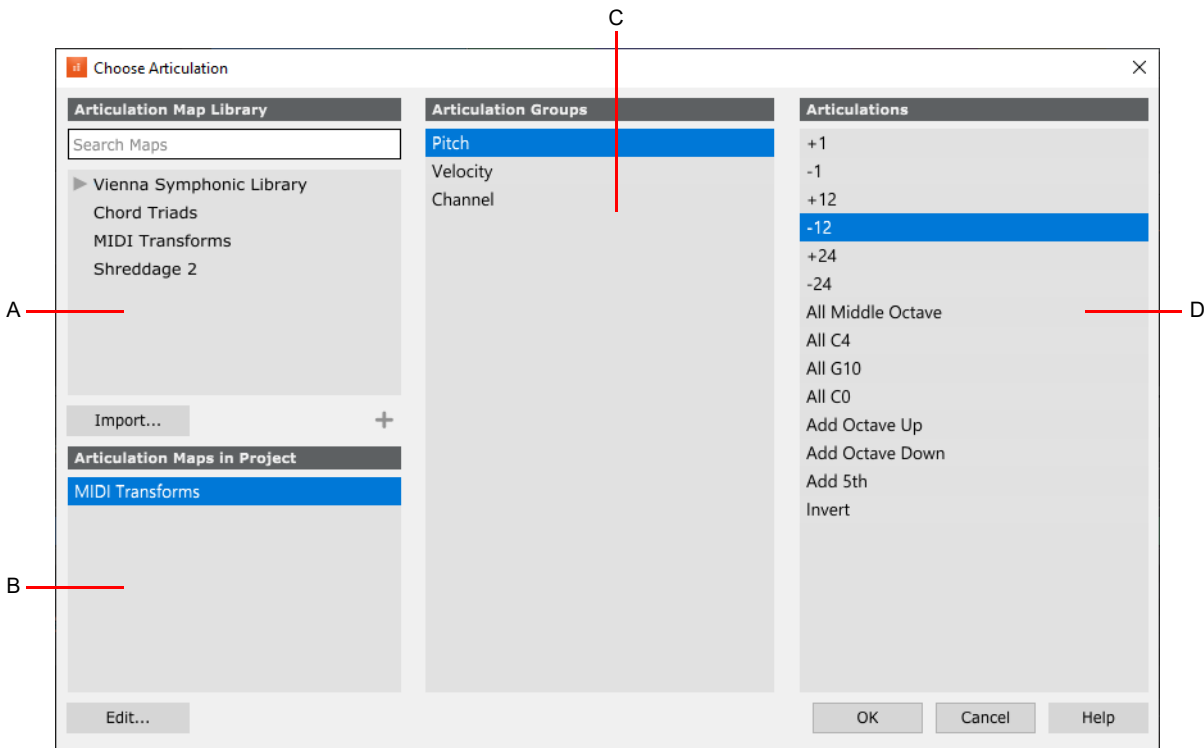 C
Choose Articulation
Articulation Map Library
Search Maps
Vienna Symphonic Library
Chord Triads
MIDI Transforms
Shreddage 2
A
Import...
Articulation Maps in Project
MIDI Transforms
B
Edit...
Articulation Groups
Pitch
Velocity
Channel
Articulations
+1
-1
+12
-12
+24
-24
All Middle Octave
D
All C4
All G10
All C0
Add Octave Up
Add Octave Down
Add 5th
Invert
OK Cancel Help